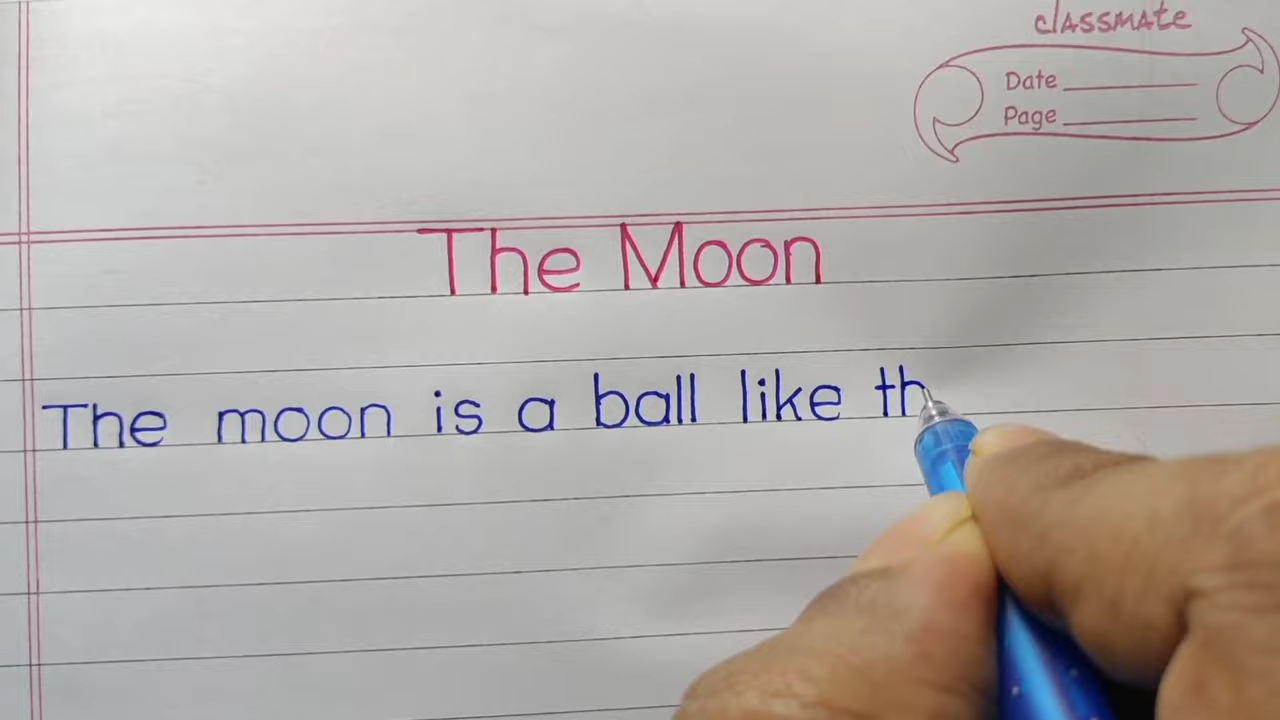 classmate
Date
Page
The Moon
The moon is a ball like th